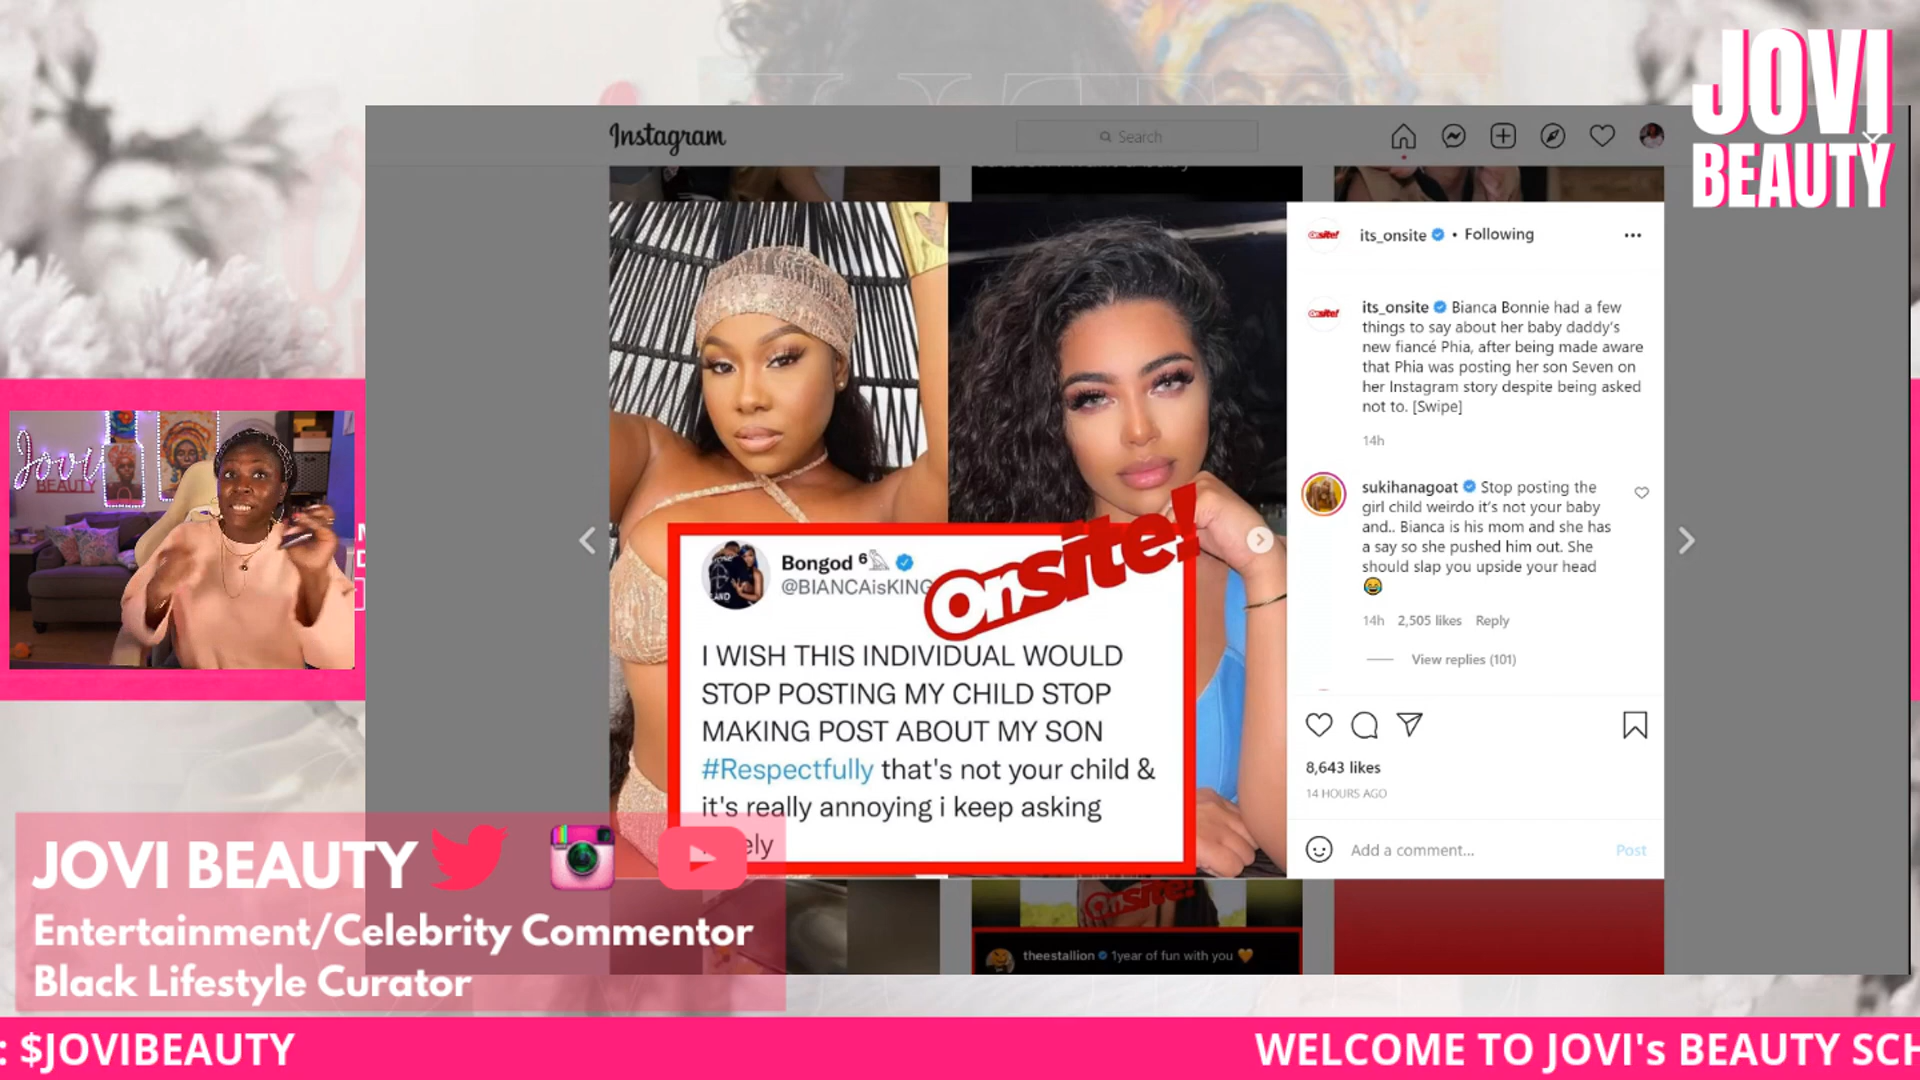 JOVI
BEAUTY
Instagram
Search
its_onsite • Following
its_onsite Bianca Bonnie had a few
things to say about her baby daddy's
new fiancé Phia, after being made aware
that Phia was posting her son Seven on
her Instagram story despite being asked
not to. [Swipe]
14h
sukihanagoat Stop posting the
girl child weirdo it's not your baby
and.. Bianca is his mom and she has
a say so she pushed him out. She
should slap you upside your head
😂
14h 2,505 likes Reply
View replies (101)
8,643 likes
14 HOURS AGO
Add a comment... Post
Onsite!
Bongod 6
@BIANCAisKING
I WISH THIS INDIVIDUAL WOULD
STOP POSTING MY CHILD STOP
MAKING POST ABOUT MY SON
#Respectfully that's not your child &
it's really annoying i keep asking
Onsite!
theestallion 1year of fun with you 🧡
Jovi
BEAUTY
JOVI BEAUTY
Entertainment/Celebrity Commentor
Black Lifestyle Curator
: $JOVIBEAUTY
WELCOME TO JOVI's BEAUTY SCH